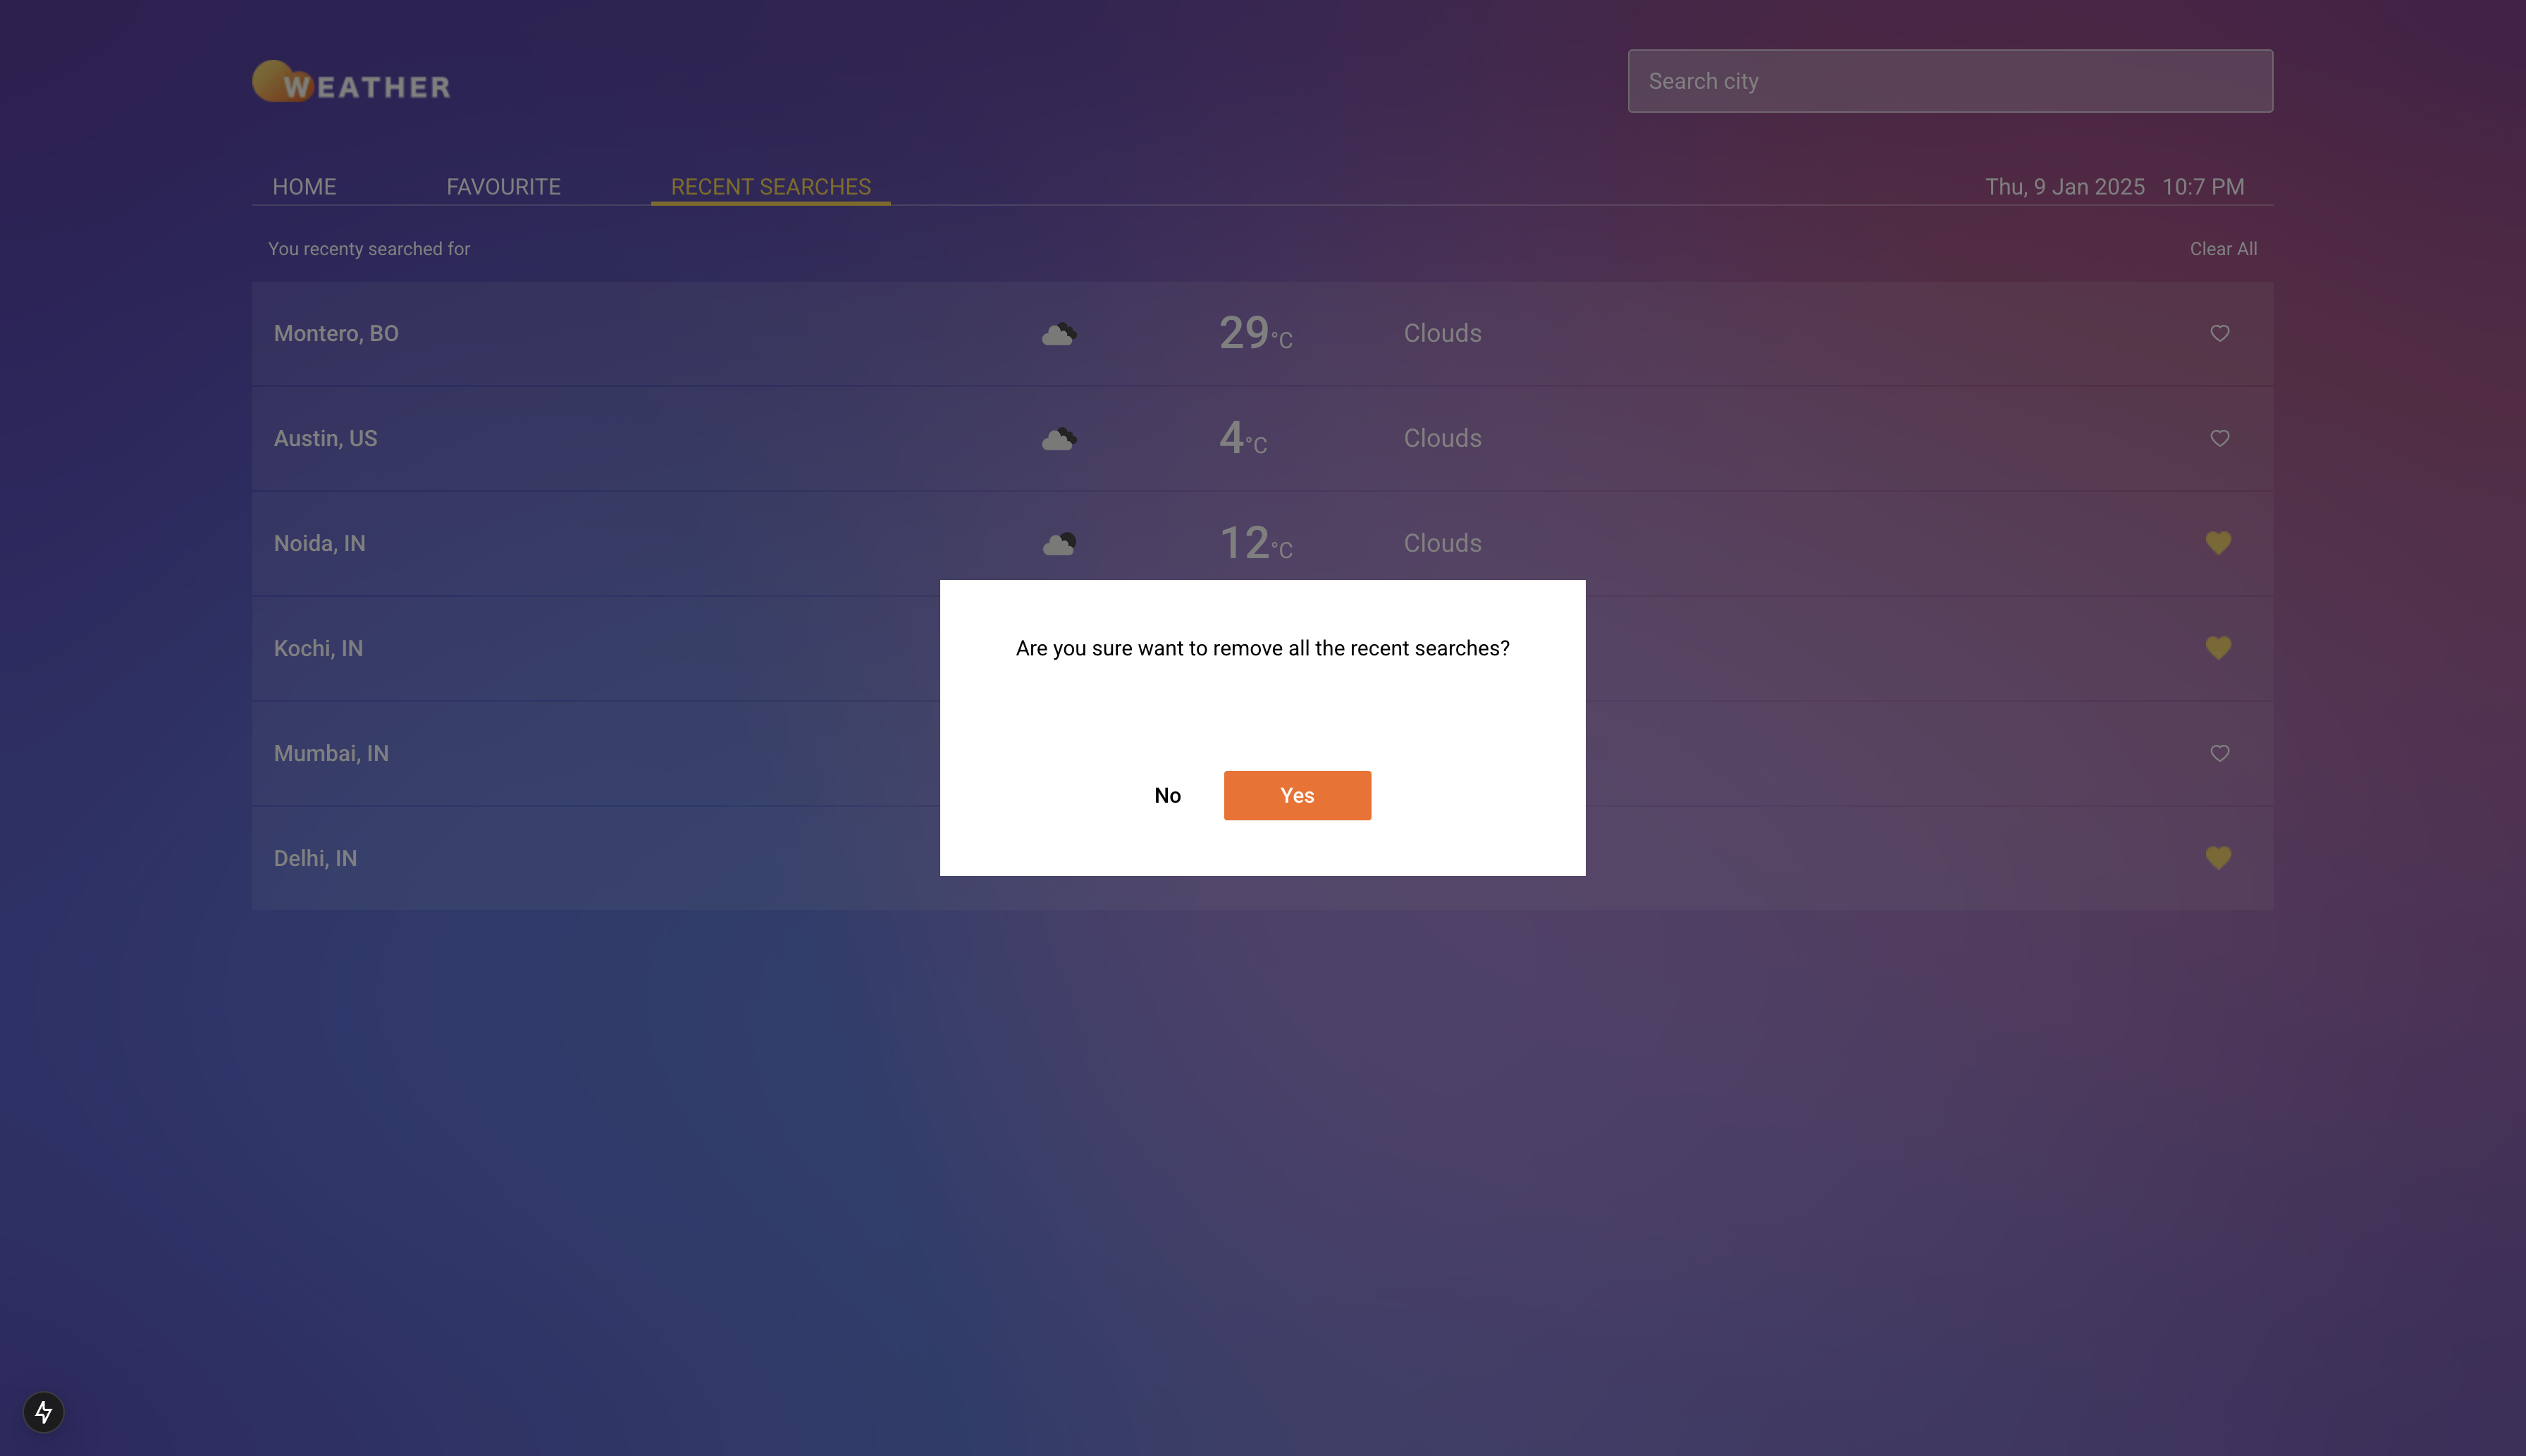 WEATHER
Search city
HOME FAVOURITE RECENT SEARCHES Thu, 9 Jan 2025 10:7 PM
You recenty searched for Clear All
Montero, BO 29°C Clouds
Austin, US 4°C Clouds
Noida, IN 12°C Clouds
Kochi, IN
Are you sure want to remove all the recent searches?
Mumbai, IN
No Yes
Delhi, IN